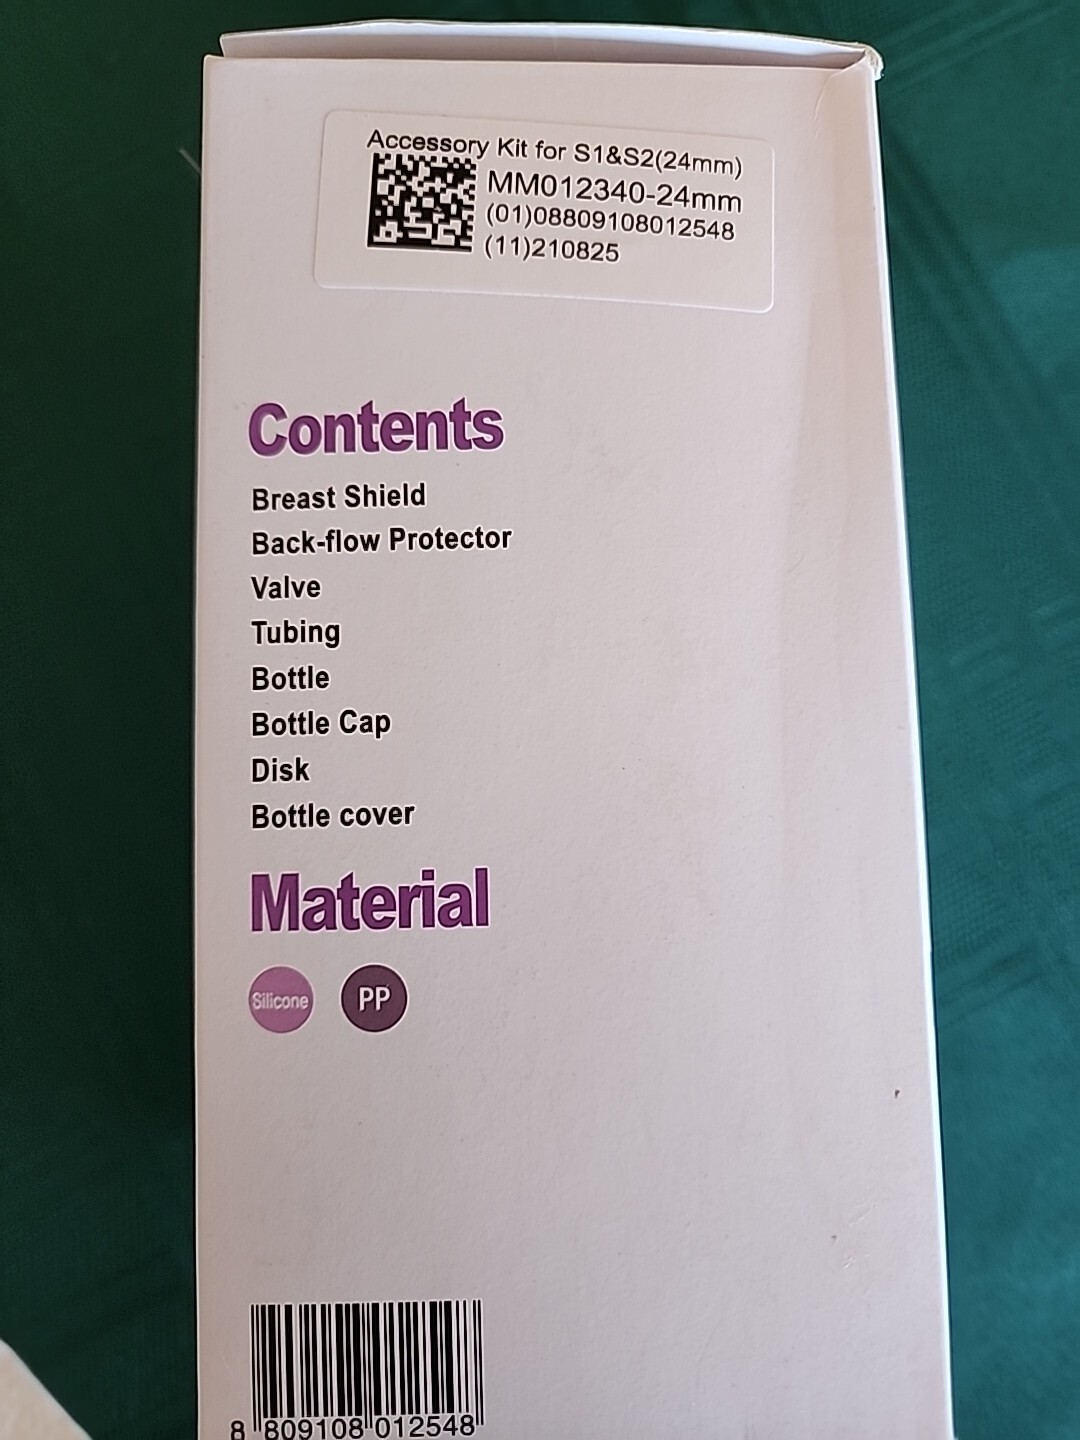 Accessory Kit for S1&S2(24mm)
MM012340-24mm
(01)08809108012548
(11)210825
Contents
Breast Shield
Back-flow Protector
Valve
Tubing
Bottle
Bottle Cap
Disk
Bottle cover
Material
Silicone PP
8 809108 012548